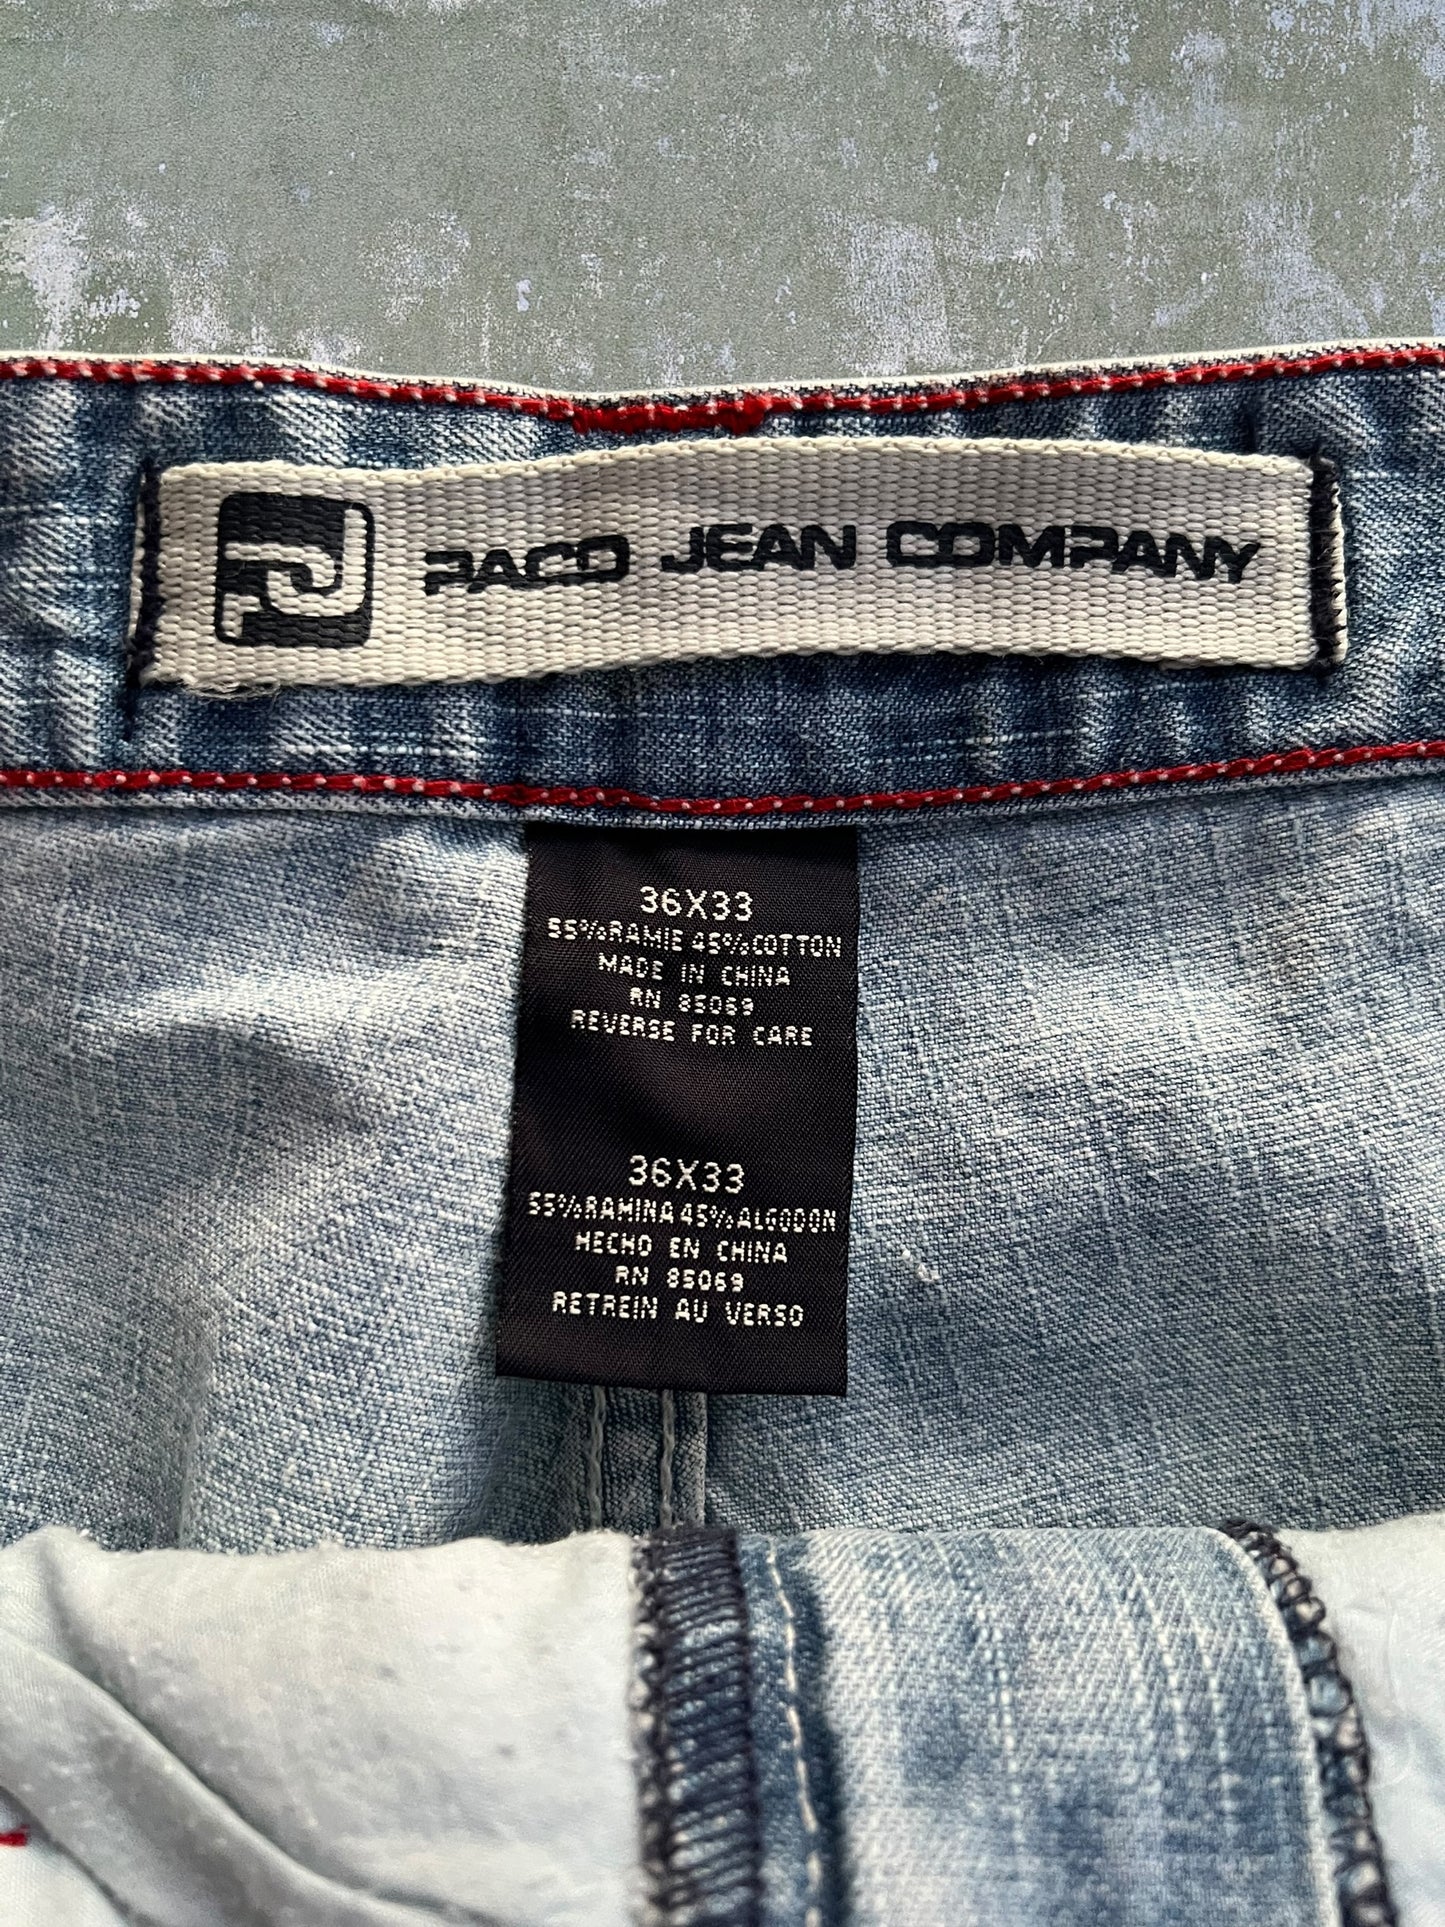 PACO JEAN COMPANY
36X33
55%RAMIE 45%COTTON
MADE IN CHINA
RN 85069
REVERSE FOR CARE
36X33
55%RAMINA 45%ALGODON
HECHO EN CHINA
RN 85069
RETREIN AU VERSO